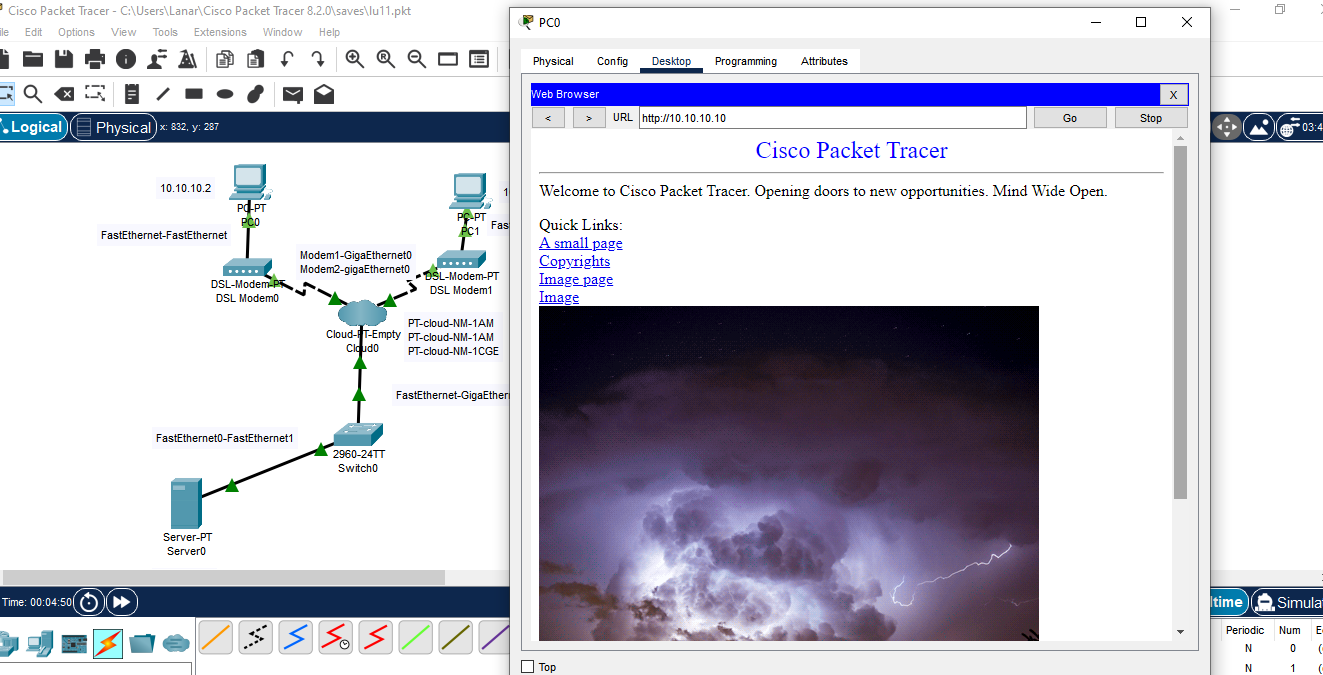 Cisco Packet Tracer - C:\Users\Lanar\Cisco Packet Tracer 8.2.0\saves\lu11.pkt
ile Edit Options View Tools Extensions Window Help
Logical
Physical
x: 832, y: 287
10.10.10.2
PC-PT
PC0
FastEthernet-FastEthernet
PC-PT
PC1
Fas
Modem1-GigaEthernet0
Modem2-gigaEthernet0
DSL-Modem-PT
DSL Modem0
DSL-Modem-PT
DSL Modem1
Cloud-PT-Empty
Cloud0
PT-cloud-NM-1AM
PT-cloud-NM-1AM
PT-cloud-NM-1CGE
FastEthernet-GigaEthern
FastEthernet0-FastEthernet1
2960-24TT
Switch0
Server-PT
Server0
Time: 00:04:50
PC0
Physical Config Desktop Programming Attributes
Web Browser
X
< > URL http://10.10.10.10 Go Stop
Cisco Packet Tracer
Welcome to Cisco Packet Tracer. Opening doors to new opportunities. Mind Wide Open.
Quick Links:
A small page
Copyrights
Image page
Image
Top
03:4
ltime
Simulat
Periodic Num E
N 0 (
N 1 (